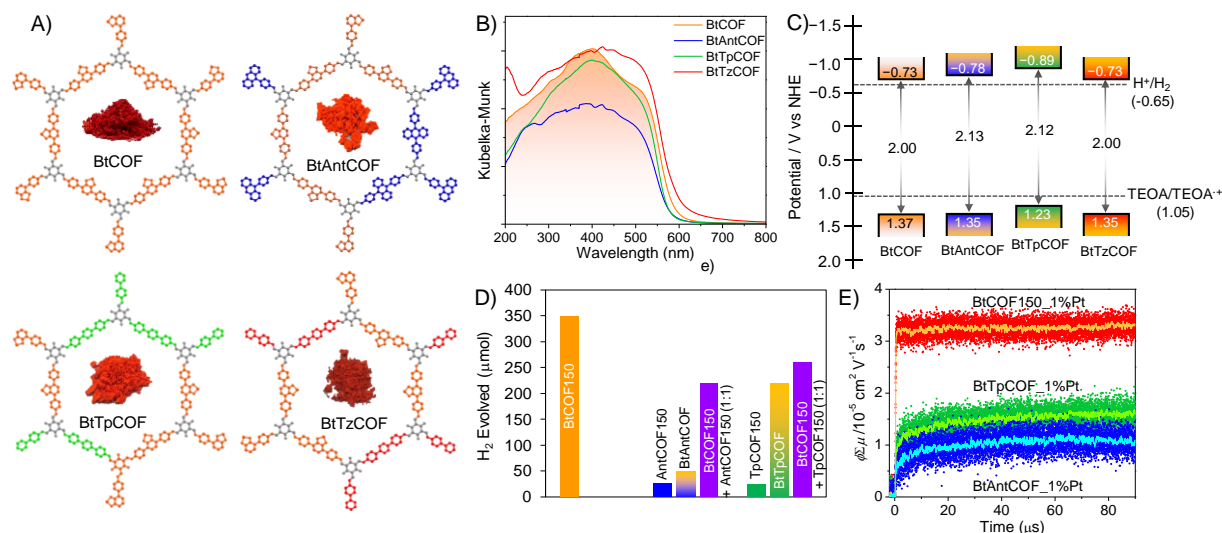 A)
BtCOF
BtAntCOF
BtTpCOF
BtTzCOF
B)
BtCOF
BtAntCOF
BtTpCOF
BtTzCOF
Kubelka-Munk
200 300 400 500 600 700 800
Wavelength (nm)
e)
C)
Potential / V vs NHE
−1.0
−0.5
0
0.5
1.0
1.5
2.0
−0.73 −0.78 −0.89 −0.73
H⁺/H₂
(-0.65)
2.00 2.13 2.12 2.00
TEOA/TEOA·⁺
(1.05)
1.37 1.35 1.23 1.35
BtCOF BtAntCOF BtTpCOF BtTzCOF
D)
H₂ Evolved (μmol)
400
350
300
250
200
150
100
50
0
BtCOF150
AntCOF150
BtAntCOF
BtCOF150
+ AntCOF150 (1:1)
TpCOF150
BtTpCOF
BtCOF150
+ TpCOF150 (1:1)
E)
ϕΣμ /10⁻⁵ cm² V⁻¹s⁻¹
4
3
2
1
0
BtCOF150_1%Pt
BtTpCOF_1%Pt
BtAntCOF_1%Pt
0 20 40 60 80
Time (μs)